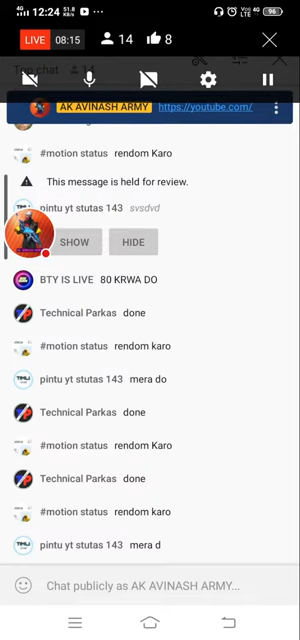 4G 12:24 51.8 KB/s Voo 4G LTE 96
LIVE 08:15 14 8
Top chat 14
AK AVINASH ARMY https://youtube.com/
#motion status rendom Karo
This message is held for review.
pintu yt stutas 143 svsdvd
SHOW HIDE
BTY IS LIVE 80 KRWA DO
Technical Parkas done
#motion status rendom karo
pintu yt stutas 143 mera do
Technical Parkas done
#motion status rendom Karo
Technical Parkas done
#motion status rendom karo
pintu yt stutas 143 mera d
Chat publicly as AK AVINASH ARMY...